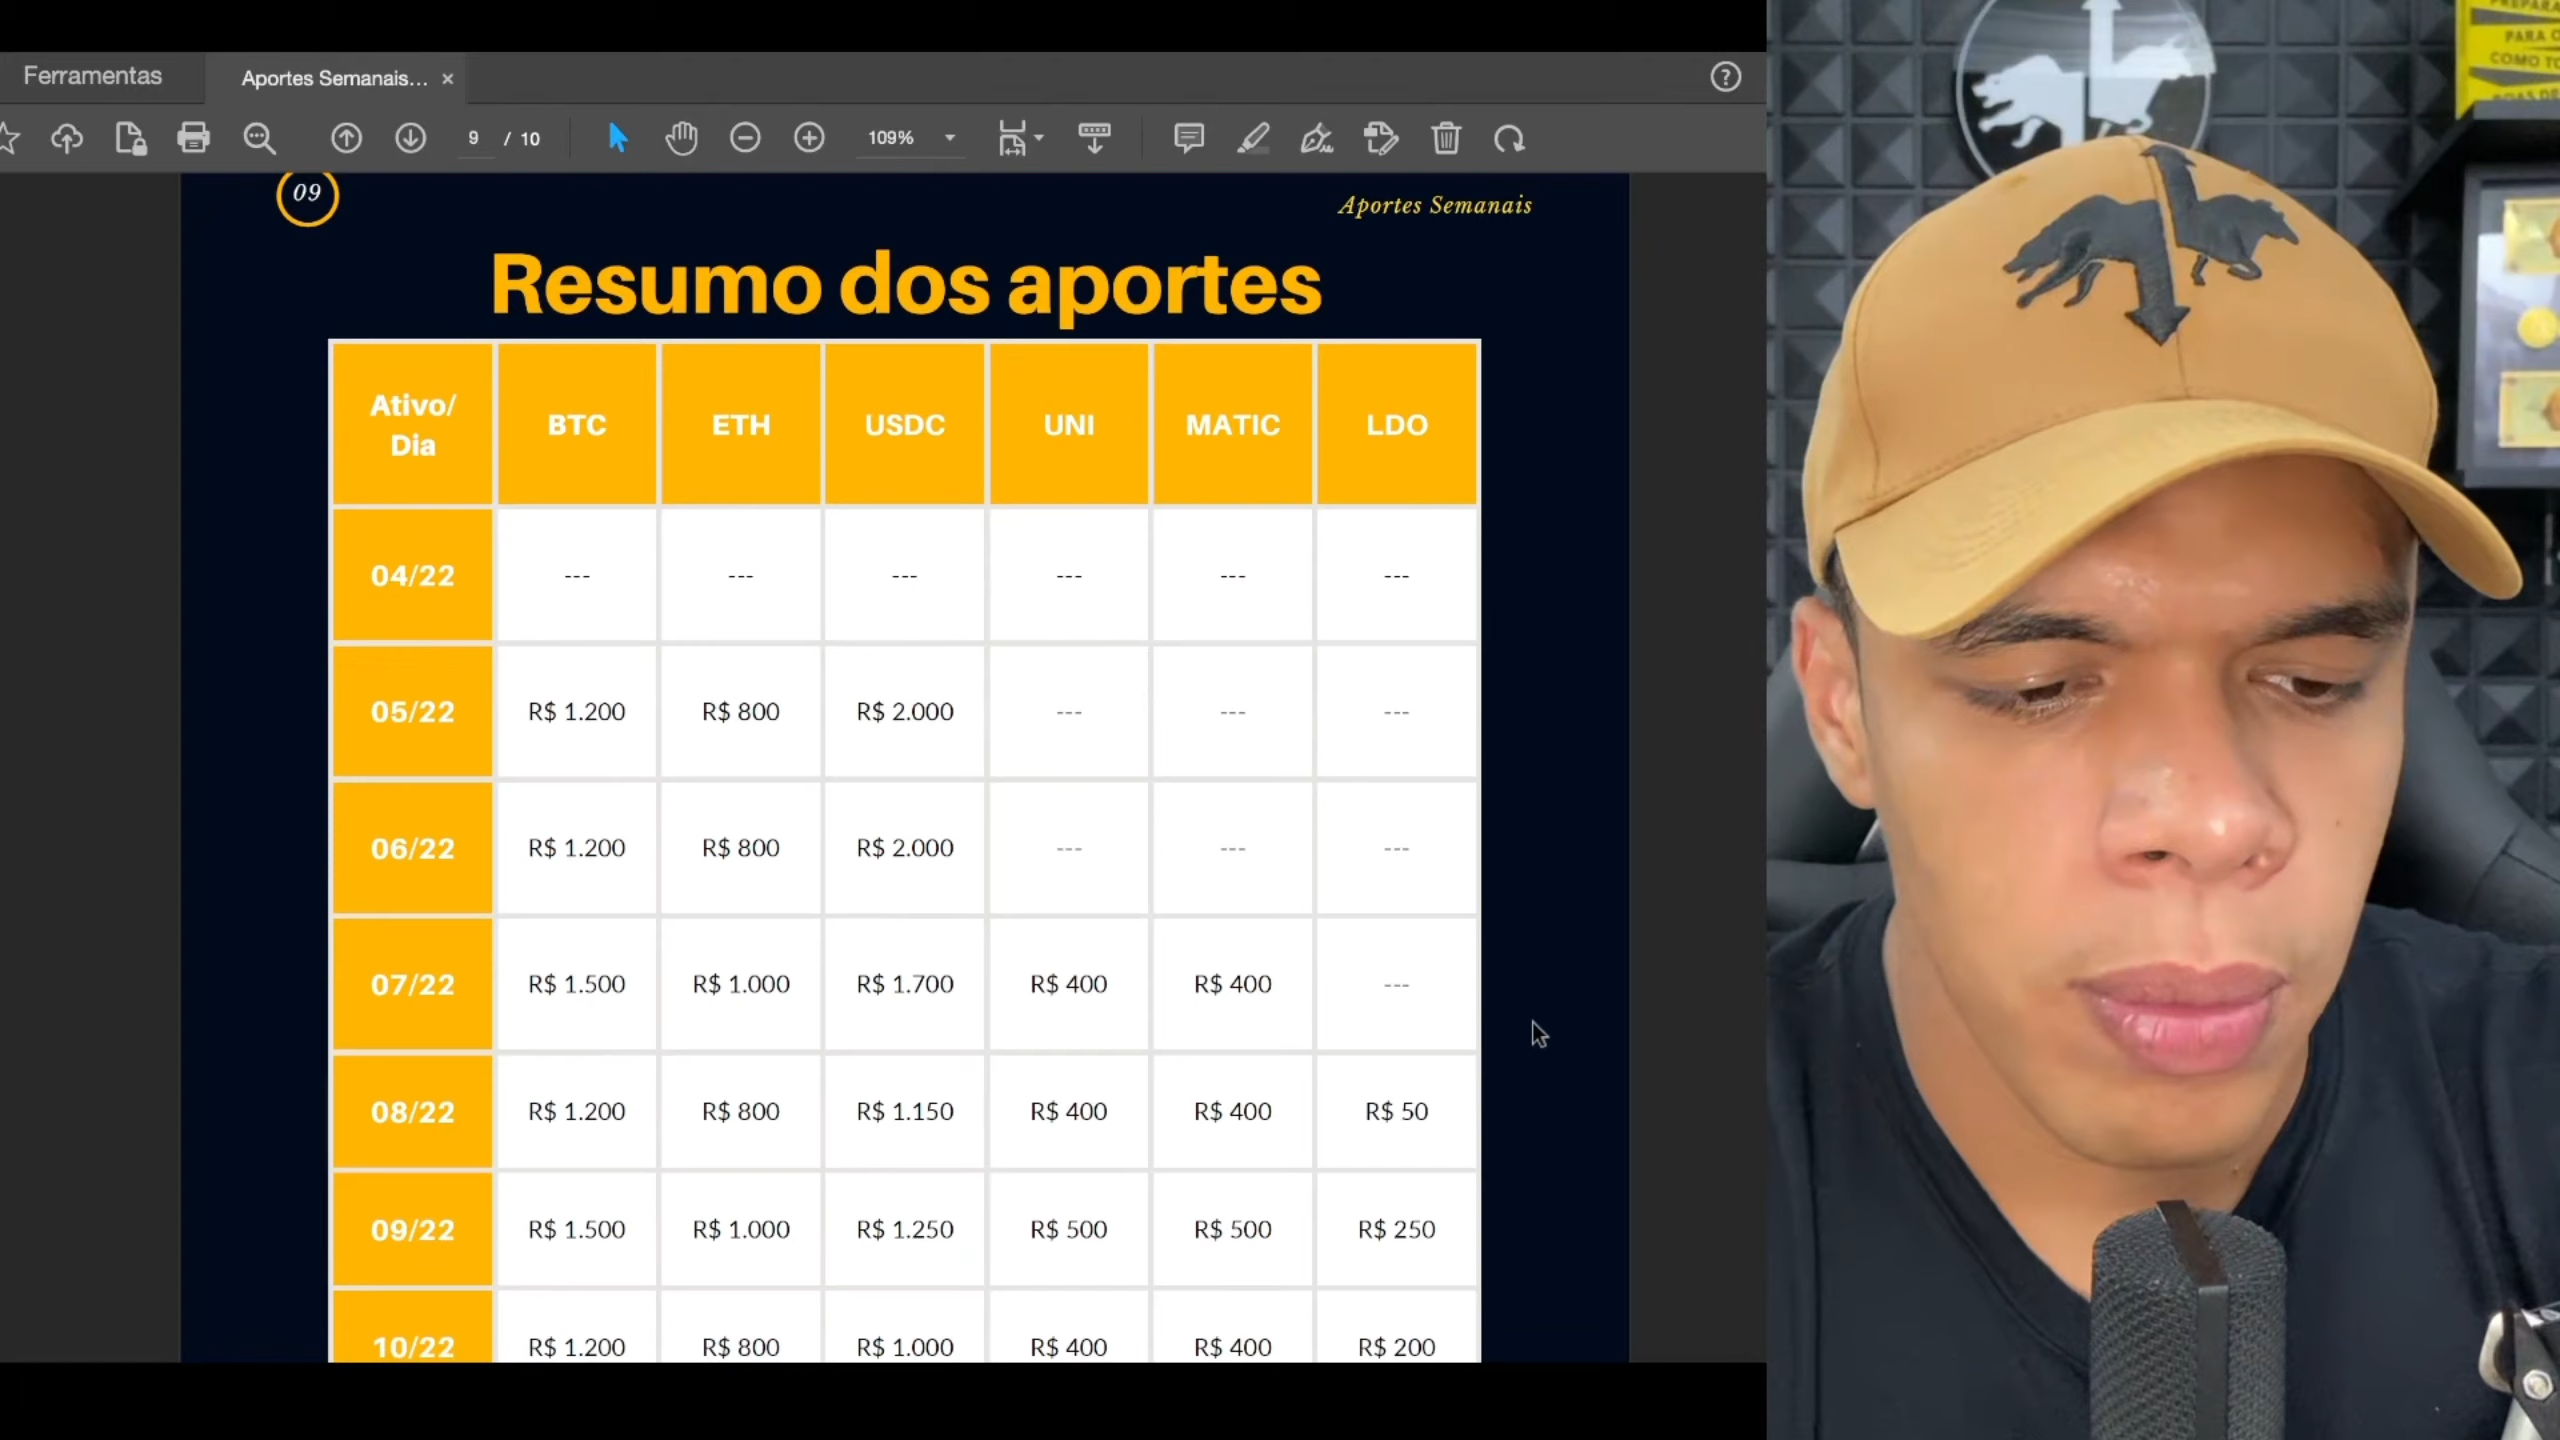 Ferramentas
Aportes Semanais...
9 / 10
109%
09
Aportes Semanais
Resumo dos aportes
Ativo/
Dia
BTC ETH USDC UNI MATIC LDO
04/22 --- --- --- --- --- ---
05/22 R$ 1.200 R$ 800 R$ 2.000 --- --- ---
06/22 R$ 1.200 R$ 800 R$ 2.000 --- --- ---
07/22 R$ 1.500 R$ 1.000 R$ 1.700 R$ 400 R$ 400 ---
08/22 R$ 1.200 R$ 800 R$ 1.150 R$ 400 R$ 400 R$ 50
09/22 R$ 1.500 R$ 1.000 R$ 1.250 R$ 500 R$ 500 R$ 250
10/22 R$ 1.200 R$ 800 R$ 1.000 R$ 400 R$ 400 R$ 200
PARA
COMO